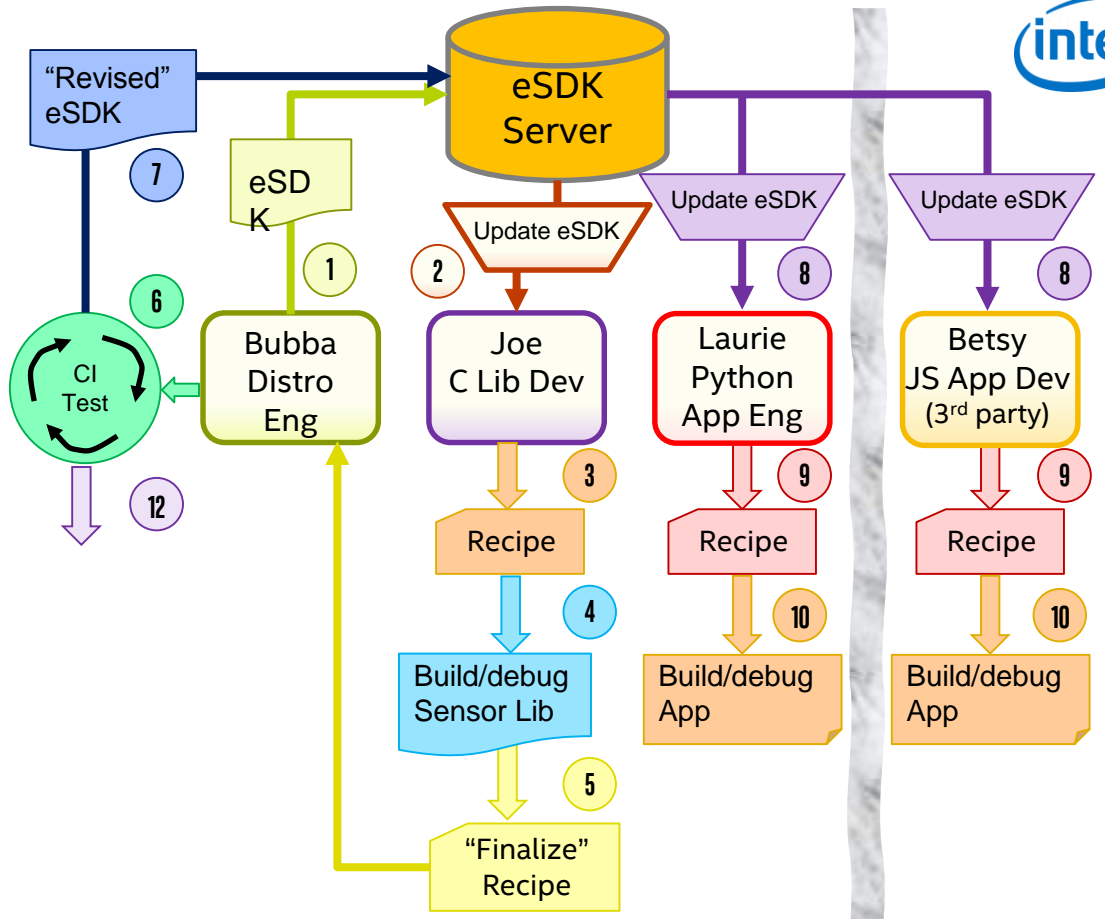 “Revised”
eSDK
7
eSD
K
1
eSDK
Server
inte
Update eSDK
2
Update eSDK
8
Update eSDK
8
6
CI
Test
12
Bubba
Distro
Eng
Joe
C Lib Dev
Laurie
Python
App Eng
Betsy
JS App Dev
(3rd party)
3
Recipe
4
Build/debug
Sensor Lib
5
“Finalize”
Recipe
9
Recipe
10
Build/debug
App
9
Recipe
10
Build/debug
App